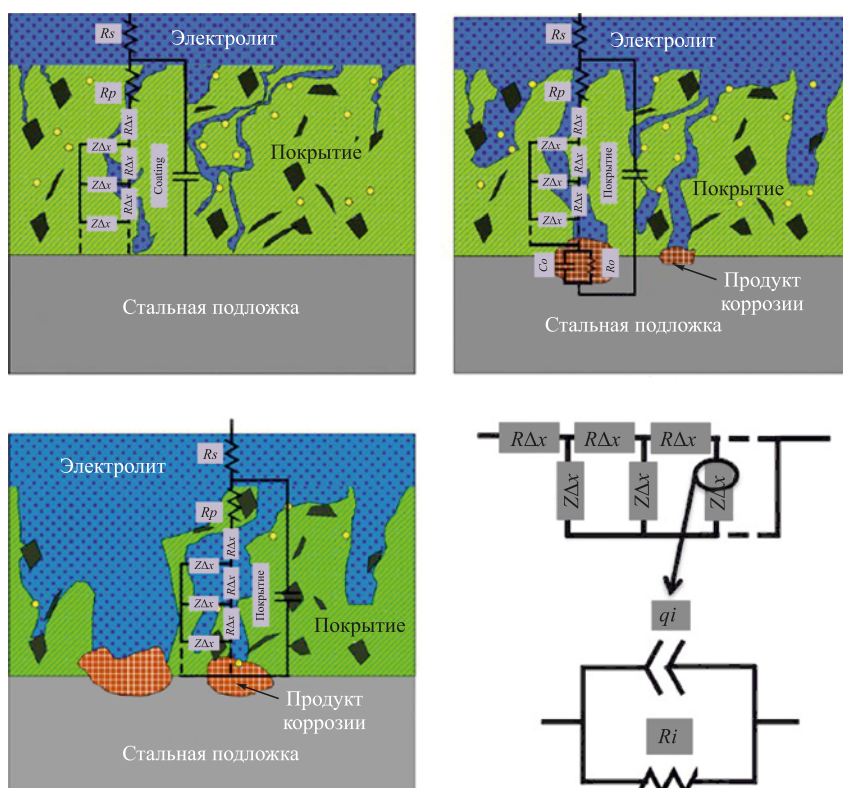 Rs
Электролит
Rp
RΔx
ZΔx
RΔx
ZΔx
RΔx
ZΔx
Coating
Покрытие
Стальная подложка
Rs
Электролит
Rp
RΔx
ZΔx
RΔx
ZΔx
RΔx
ZΔx
Покрытие
Покрытие
Co
Ro
Продукт
коррозии
Стальная подложка
Rs
Электролит
Rp
RΔx
ZΔx
RΔx
ZΔx
RΔx
ZΔx
Покрытие
Покрытие
Продукт
коррозии
Стальная подложка
RΔx RΔx RΔx
ZΔx ZΔx ZΔx
qi
Ri